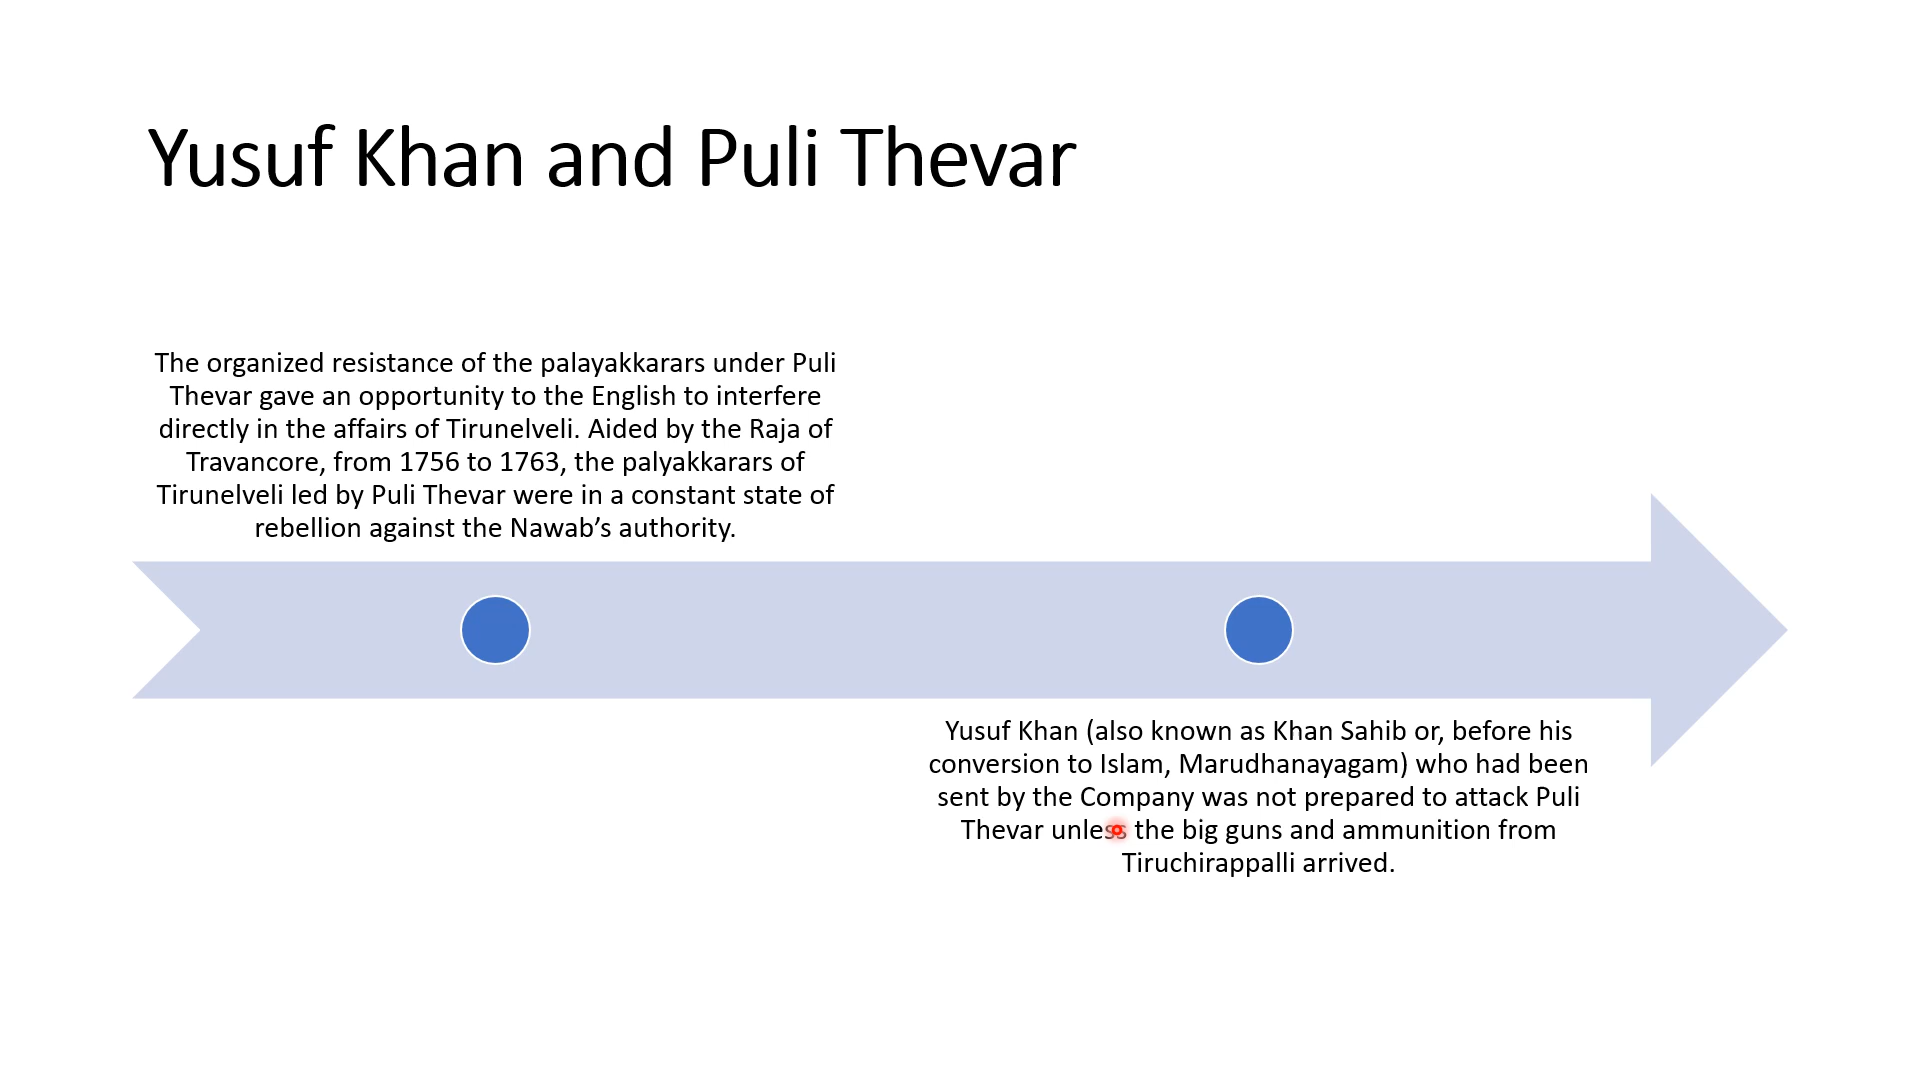 Yusuf Khan and Puli Thevar
The organized resistance of the palayakkarars under Puli
Thevar gave an opportunity to the English to interfere
directly in the affairs of Tirunelveli. Aided by the Raja of
Travancore, from 1756 to 1763, the palyakkarars of
Tirunelveli led by Puli Thevar were in a constant state of
rebellion against the Nawab’s authority.
Yusuf Khan (also known as Khan Sahib or, before his
conversion to Islam, Marudhanayagam) who had been
sent by the Company was not prepared to attack Puli
Thevar unless the big guns and ammunition from
Tiruchirappalli arrived.